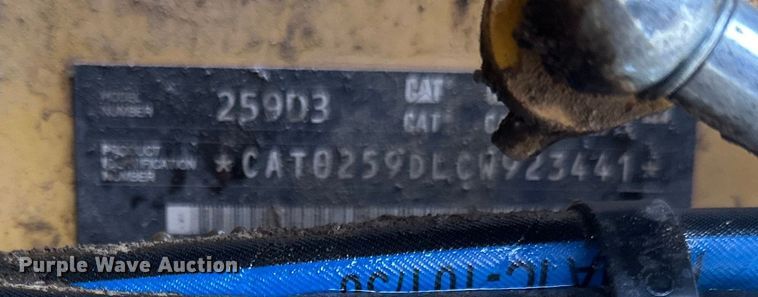 MODEL
NUMBER
259D3
CAT
CAT
PRODUCT
IDENTIFICATION
NUMBER
*CAT0259DLCW923441*
Purple Wave Auction.